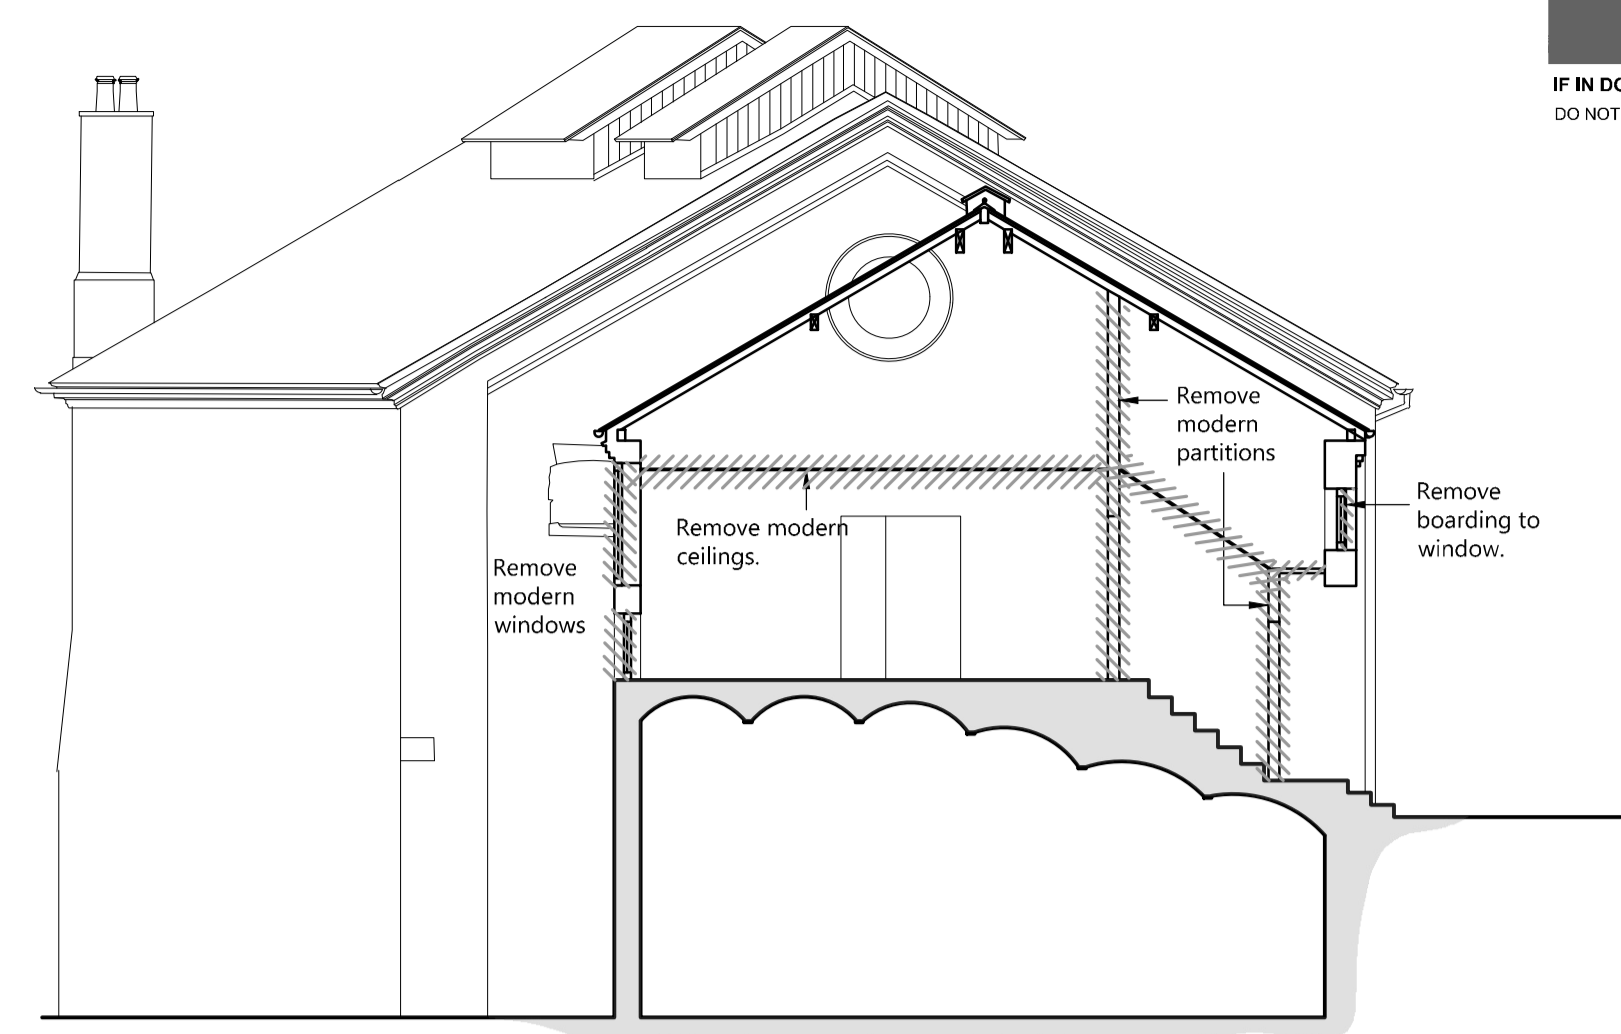 IF IN DO
DO NOT
Remove
modern
partitions
Remove
boarding to
window.
Remove modern
ceilings.
Remove
modern
windows